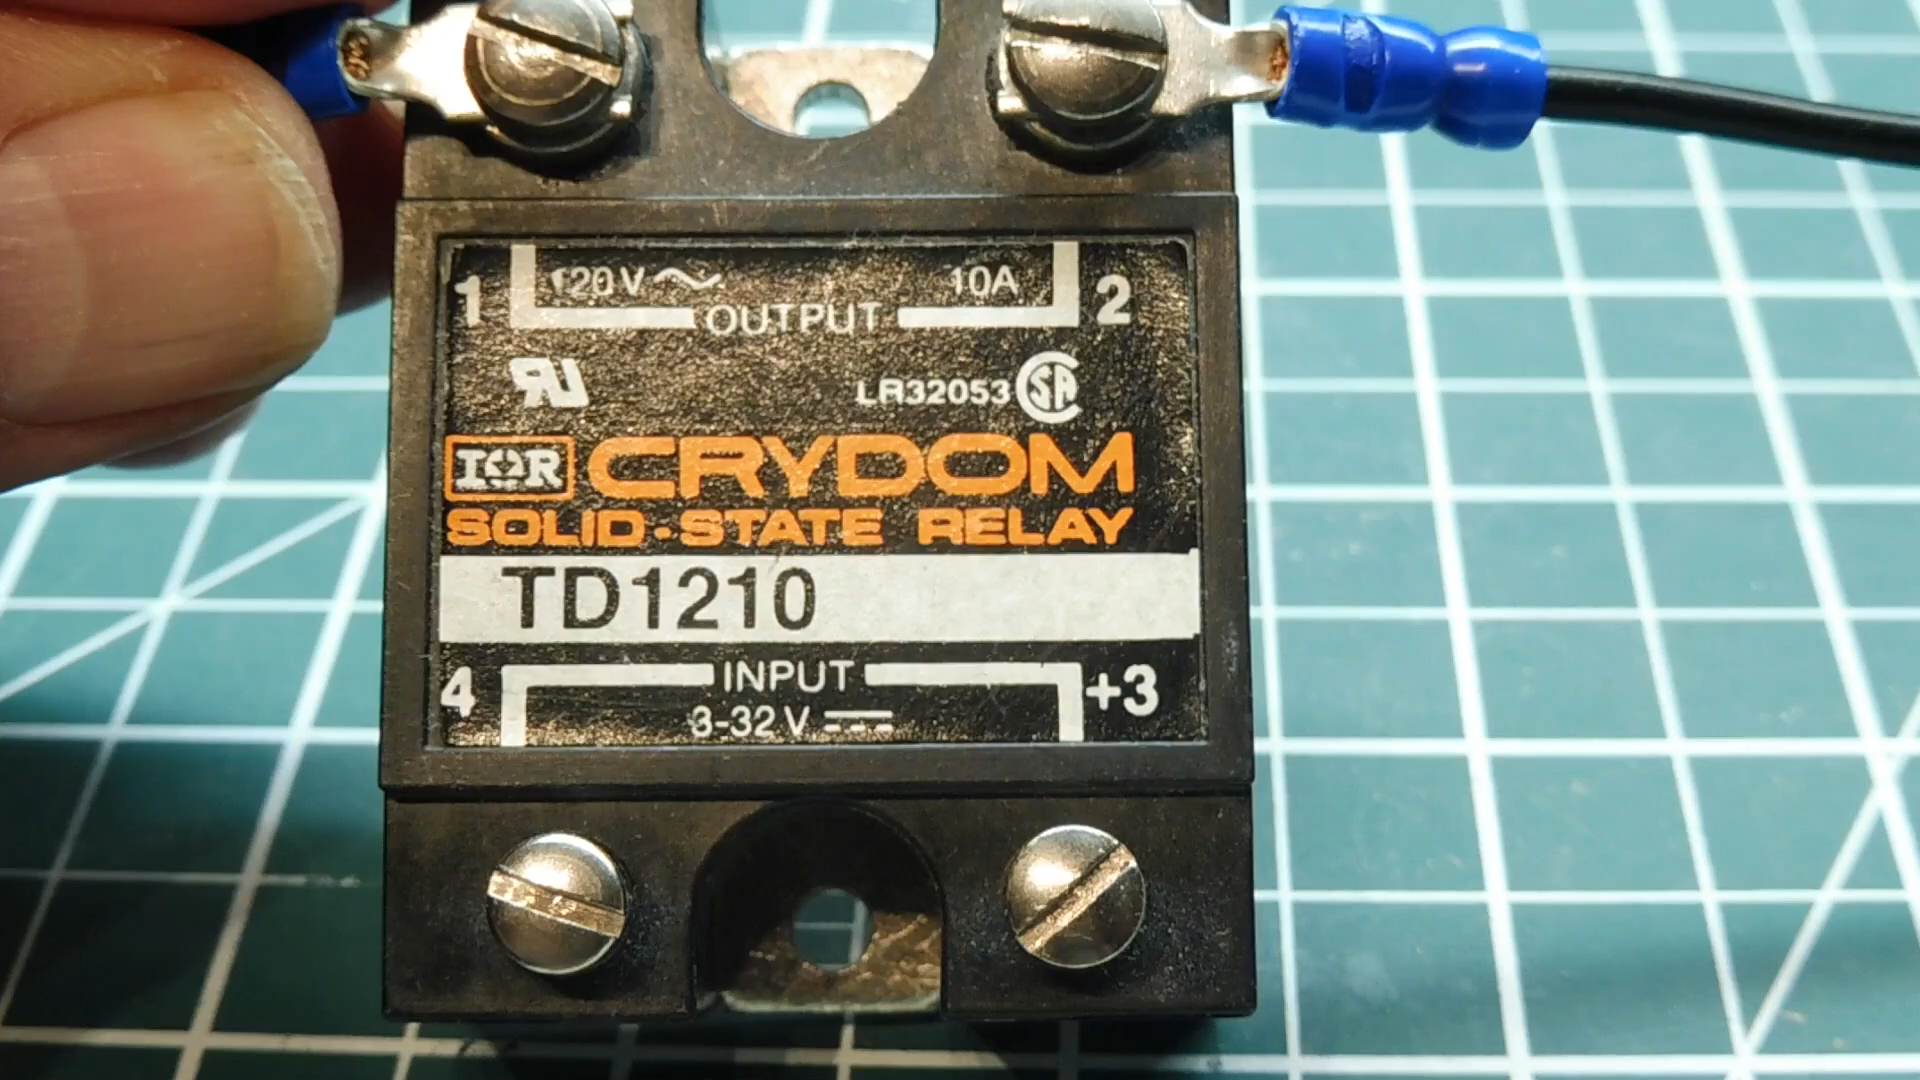 1 120V 10A 2
OUTPUT
LR32053
IOR CRYDOM
SOLID-STATE RELAY
TD1210
4 INPUT +3
3-32V